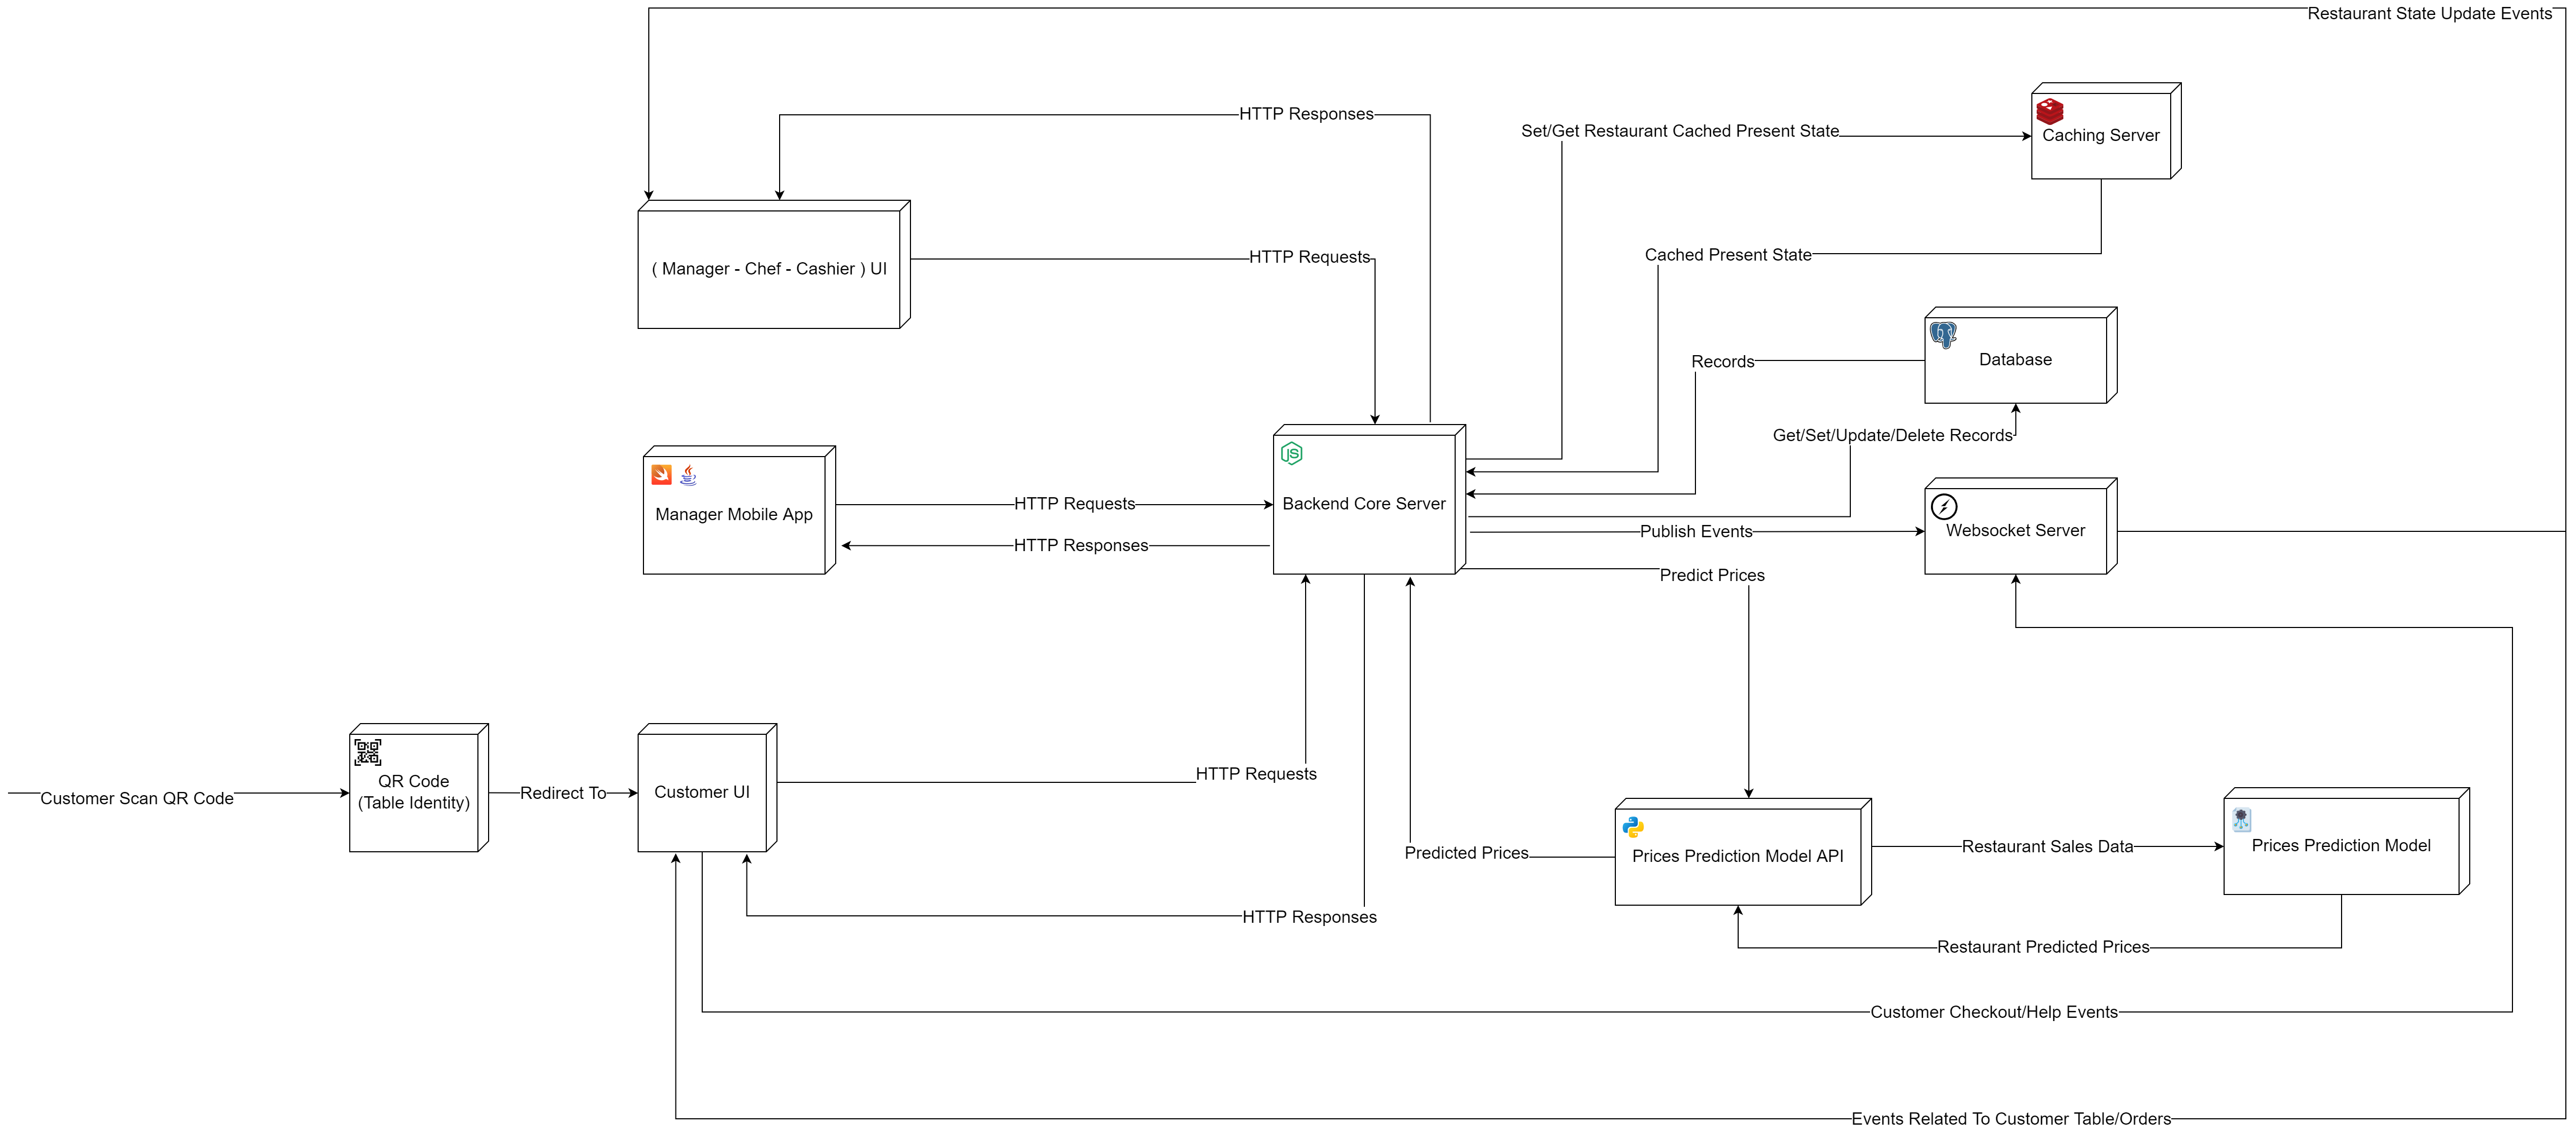 Restaurant State Update Events
HTTP Responses
Set/Get Restaurant Cached Present State
Caching Server
( Manager - Chef - Cashier ) UI
HTTP Requests
Cached Present State
Records
Database
Get/Set/Update/Delete Records
JS
Manager Mobile App
HTTP Requests
HTTP Responses
Backend Core Server
Publish Events
Websocket Server
Predict Prices
Customer Scan QR Code
QR Code
(Table Identity)
Redirect To
Customer UI
HTTP Requests
HTTP Responses
Predicted Prices
Prices Prediction Model API
Restaurant Sales Data
Prices Prediction Model
Restaurant Predicted Prices
Customer Checkout/Help Events
Events Related To Customer Table/Orders